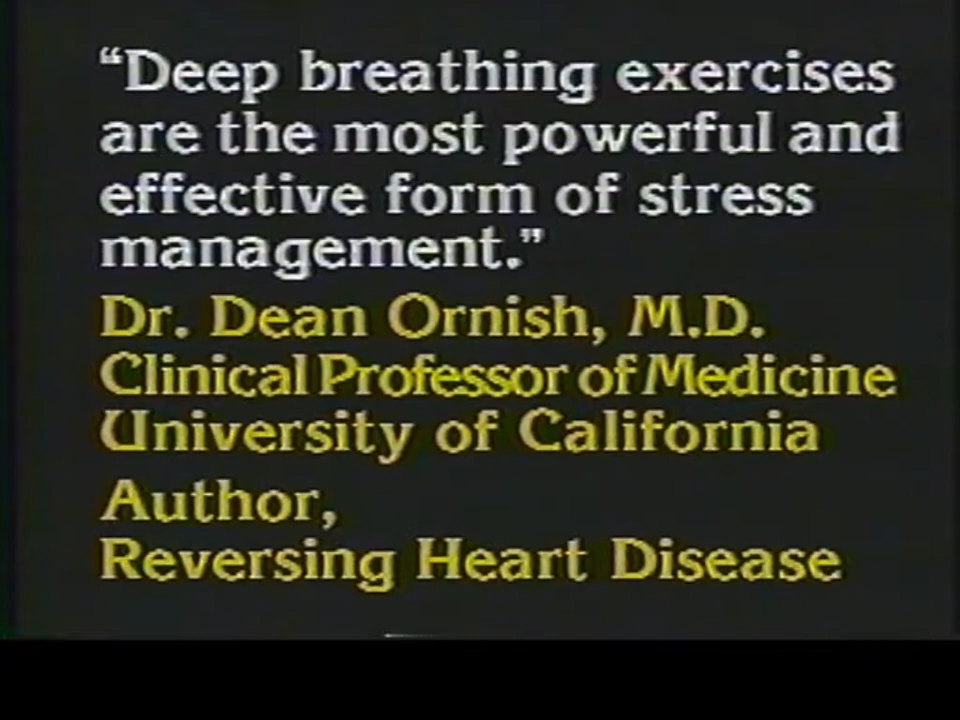 “Deep breathing exercises
are the most powerful and
effective form of stress
management.”
Dr. Dean Ornish, M.D.
Clinical Professor of Medicine
University of California
Author,
Reversing Heart Disease